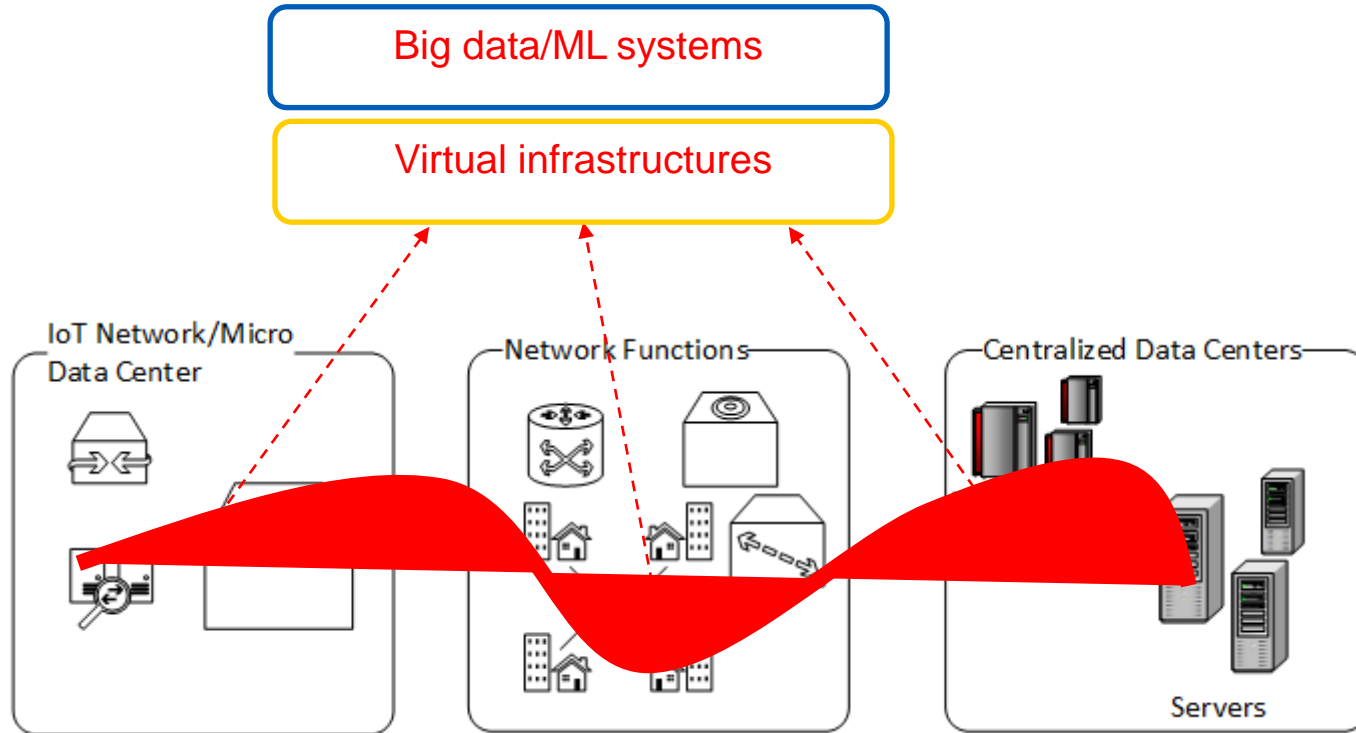 Big data/ML systems
Virtual infrastructures
IoT Network/Micro
Data Center
Network Functions
Centralized Data Centers
Servers